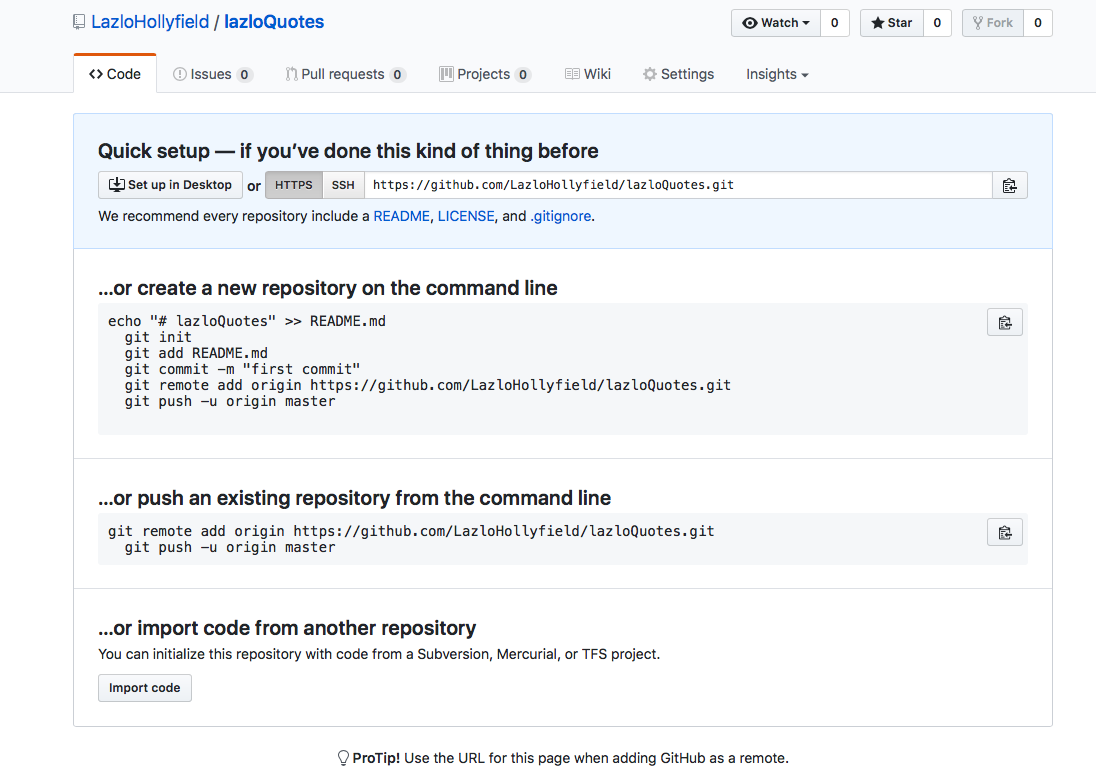 LazloHollyfield / lazloQuotes
Watch 0 Star 0 Fork 0
Code Issues 0 Pull requests 0 Projects 0 Wiki Settings Insights
Quick setup — if you’ve done this kind of thing before
Set up in Desktop or HTTPS SSH https://github.com/LazloHollyfield/lazloQuotes.git
We recommend every repository include a README, LICENSE, and .gitignore.
…or create a new repository on the command line
echo "# lazloQuotes" >> README.md
git init
git add README.md
git commit -m "first commit"
git remote add origin https://github.com/LazloHollyfield/lazloQuotes.git
git push -u origin master
…or push an existing repository from the command line
git remote add origin https://github.com/LazloHollyfield/lazloQuotes.git
git push -u origin master
…or import code from another repository
You can initialize this repository with code from a Subversion, Mercurial, or TFS project.
Import code
ProTip! Use the URL for this page when adding GitHub as a remote.